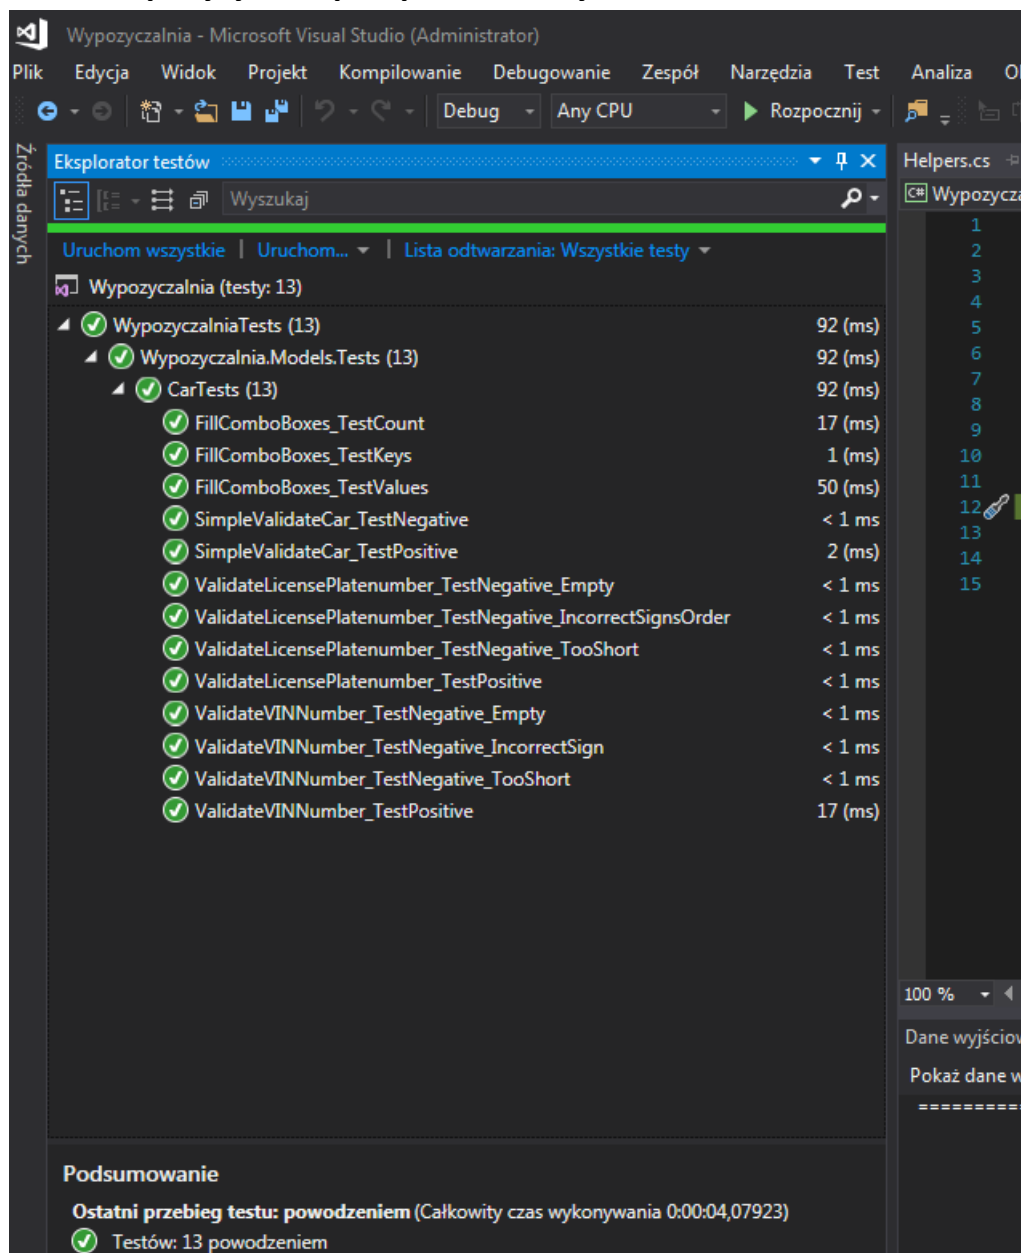 Wypozyczalnia - Microsoft Visual Studio (Administrator)
Plik Edycja Widok Projekt Kompilowanie Debugowanie Zespół Narzędzia Test Analiza
Debug Any CPU Rozpocznij
Źródła danych
Eksplorator testów
Wyszukaj
Uruchom wszystkie | Uruchom... | Lista odtwarzania: Wszystkie testy
Wypozyczalnia (testy: 13)
WypozyczalniaTests (13) 92 (ms)
Wypozyczalnia.Models.Tests (13) 92 (ms)
CarTests (13) 92 (ms)
FillComboBoxes_TestCount 17 (ms)
FillComboBoxes_TestKeys 1 (ms)
FillComboBoxes_TestValues 50 (ms)
SimpleValidateCar_TestNegative < 1 ms
SimpleValidateCar_TestPositive 2 (ms)
ValidateLicensePlatenumber_TestNegative_Empty < 1 ms
ValidateLicensePlatenumber_TestNegative_IncorrectSignsOrder < 1 ms
ValidateLicensePlatenumber_TestNegative_TooShort < 1 ms
ValidateLicensePlatenumber_TestPositive < 1 ms
ValidateVINNumber_TestNegative_Empty < 1 ms
ValidateVINNumber_TestNegative_IncorrectSign < 1 ms
ValidateVINNumber_TestNegative_TooShort < 1 ms
ValidateVINNumber_TestPositive 17 (ms)
Podsumowanie
Ostatni przebieg testu: powodzeniem (Całkowity czas wykonywania 0:00:04,07923)
Testów: 13 powodzeniem
Helpers.cs
C# Wypozycza
1
2
3
4
5
6
7
8
9
10
11
12
13
14
15
100 %
Dane wyjściow
Pokaż dane w
==========